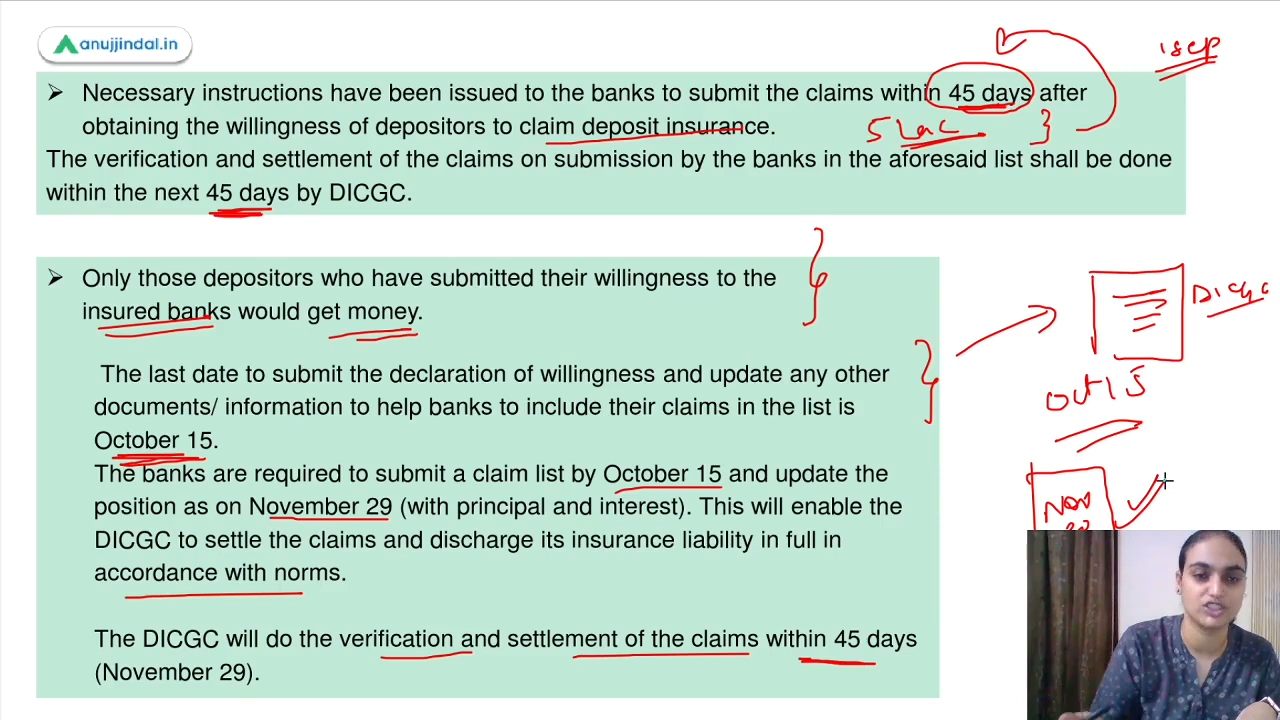 anujjindal.in
1 sep
➢ Necessary instructions have been issued to the banks to submit the claims within 45 days after
obtaining the willingness of depositors to claim deposit insurance.
5 Lac
The verification and settlement of the claims on submission by the banks in the aforesaid list shall be done
within the next 45 days by DICGC.
➢ Only those depositors who have submitted their willingness to the
insured banks would get money.
DICGC
The last date to submit the declaration of willingness and update any other
documents/ information to help banks to include their claims in the list is
October 15.
Oct 15
The banks are required to submit a claim list by October 15 and update the
position as on November 29 (with principal and interest). This will enable the
Nov
DICGC to settle the claims and discharge its insurance liability in full in
accordance with norms.
The DICGC will do the verification and settlement of the claims within 45 days
(November 29).